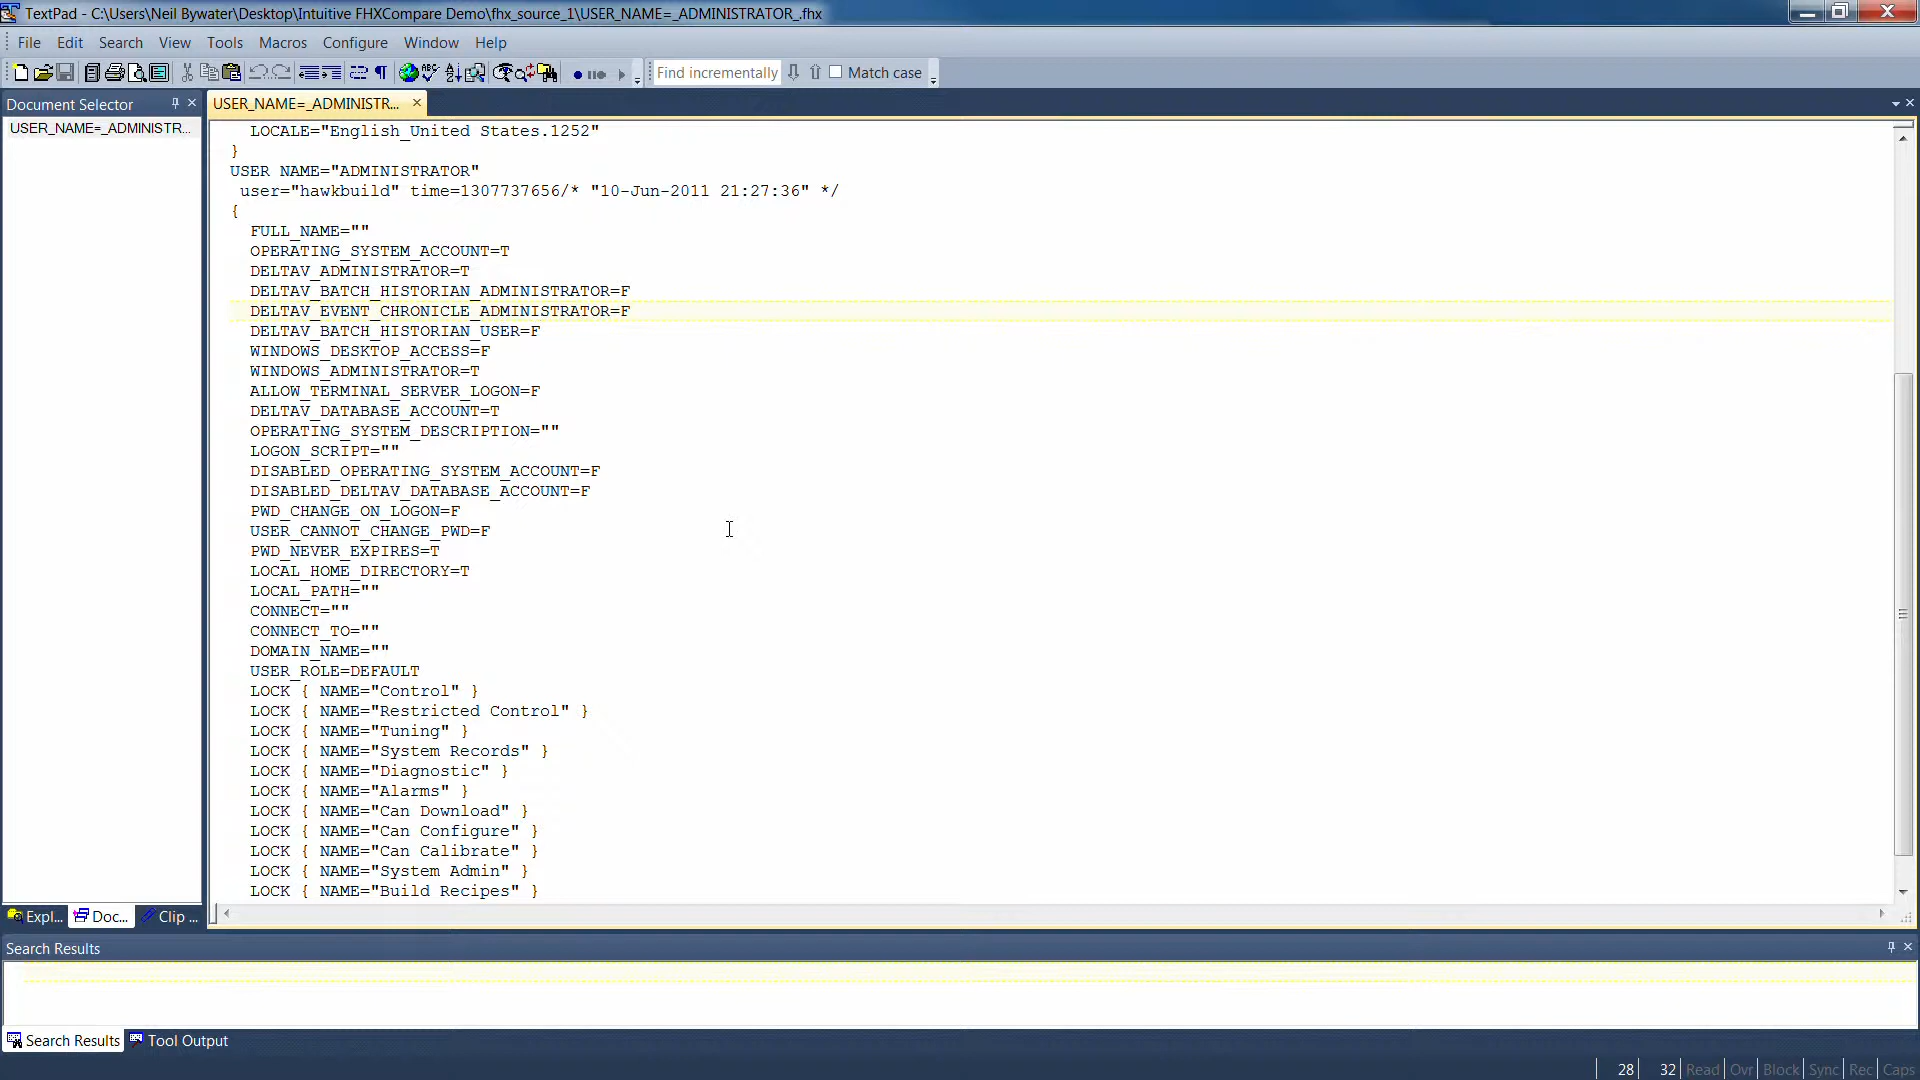 TextPad - C:\Users\Neil Bywater\Desktop\Intuitive FHXCompare Demo\fhx_source_1\USER_NAME=_ADMINISTRATOR_.fhx
File Edit Search View Tools Macros Configure Window Help
Find incrementally Match case
Document Selector
USER_NAME=_ADMINISTR...
USER_NAME=_ADMINISTR...
LOCALE="English_United States.1252"
}
USER NAME="ADMINISTRATOR"
user="hawkbuild" time=1307737656/* "10-Jun-2011 21:27:36" */
{
FULL_NAME=""
OPERATING_SYSTEM_ACCOUNT=T
DELTAV_ADMINISTRATOR=T
DELTAV_BATCH_HISTORIAN_ADMINISTRATOR=F
DELTAV_EVENT_CHRONICLE_ADMINISTRATOR=F
DELTAV_BATCH_HISTORIAN_USER=F
WINDOWS_DESKTOP_ACCESS=F
WINDOWS_ADMINISTRATOR=T
ALLOW_TERMINAL_SERVER_LOGON=F
DELTAV_DATABASE_ACCOUNT=T
OPERATING_SYSTEM_DESCRIPTION=""
LOGON_SCRIPT=""
DISABLED_OPERATING_SYSTEM_ACCOUNT=F
DISABLED_DELTAV_DATABASE_ACCOUNT=F
PWD_CHANGE_ON_LOGON=F
USER_CANNOT_CHANGE_PWD=F
PWD_NEVER_EXPIRES=T
LOCAL_HOME_DIRECTORY=T
LOCAL_PATH=""
CONNECT=""
CONNECT_TO=""
DOMAIN_NAME=""
USER_ROLE=DEFAULT
LOCK { NAME="Control" }
LOCK { NAME="Restricted Control" }
LOCK { NAME="Tuning" }
LOCK { NAME="System Records" }
LOCK { NAME="Diagnostic" }
LOCK { NAME="Alarms" }
LOCK { NAME="Can Download" }
LOCK { NAME="Can Configure" }
LOCK { NAME="Can Calibrate" }
LOCK { NAME="System Admin" }
LOCK { NAME="Build Recipes" }
Expl... Doc... Clip ...
Search Results
Search Results Tool Output
28 32 Read Ovr Block Sync Rec Caps